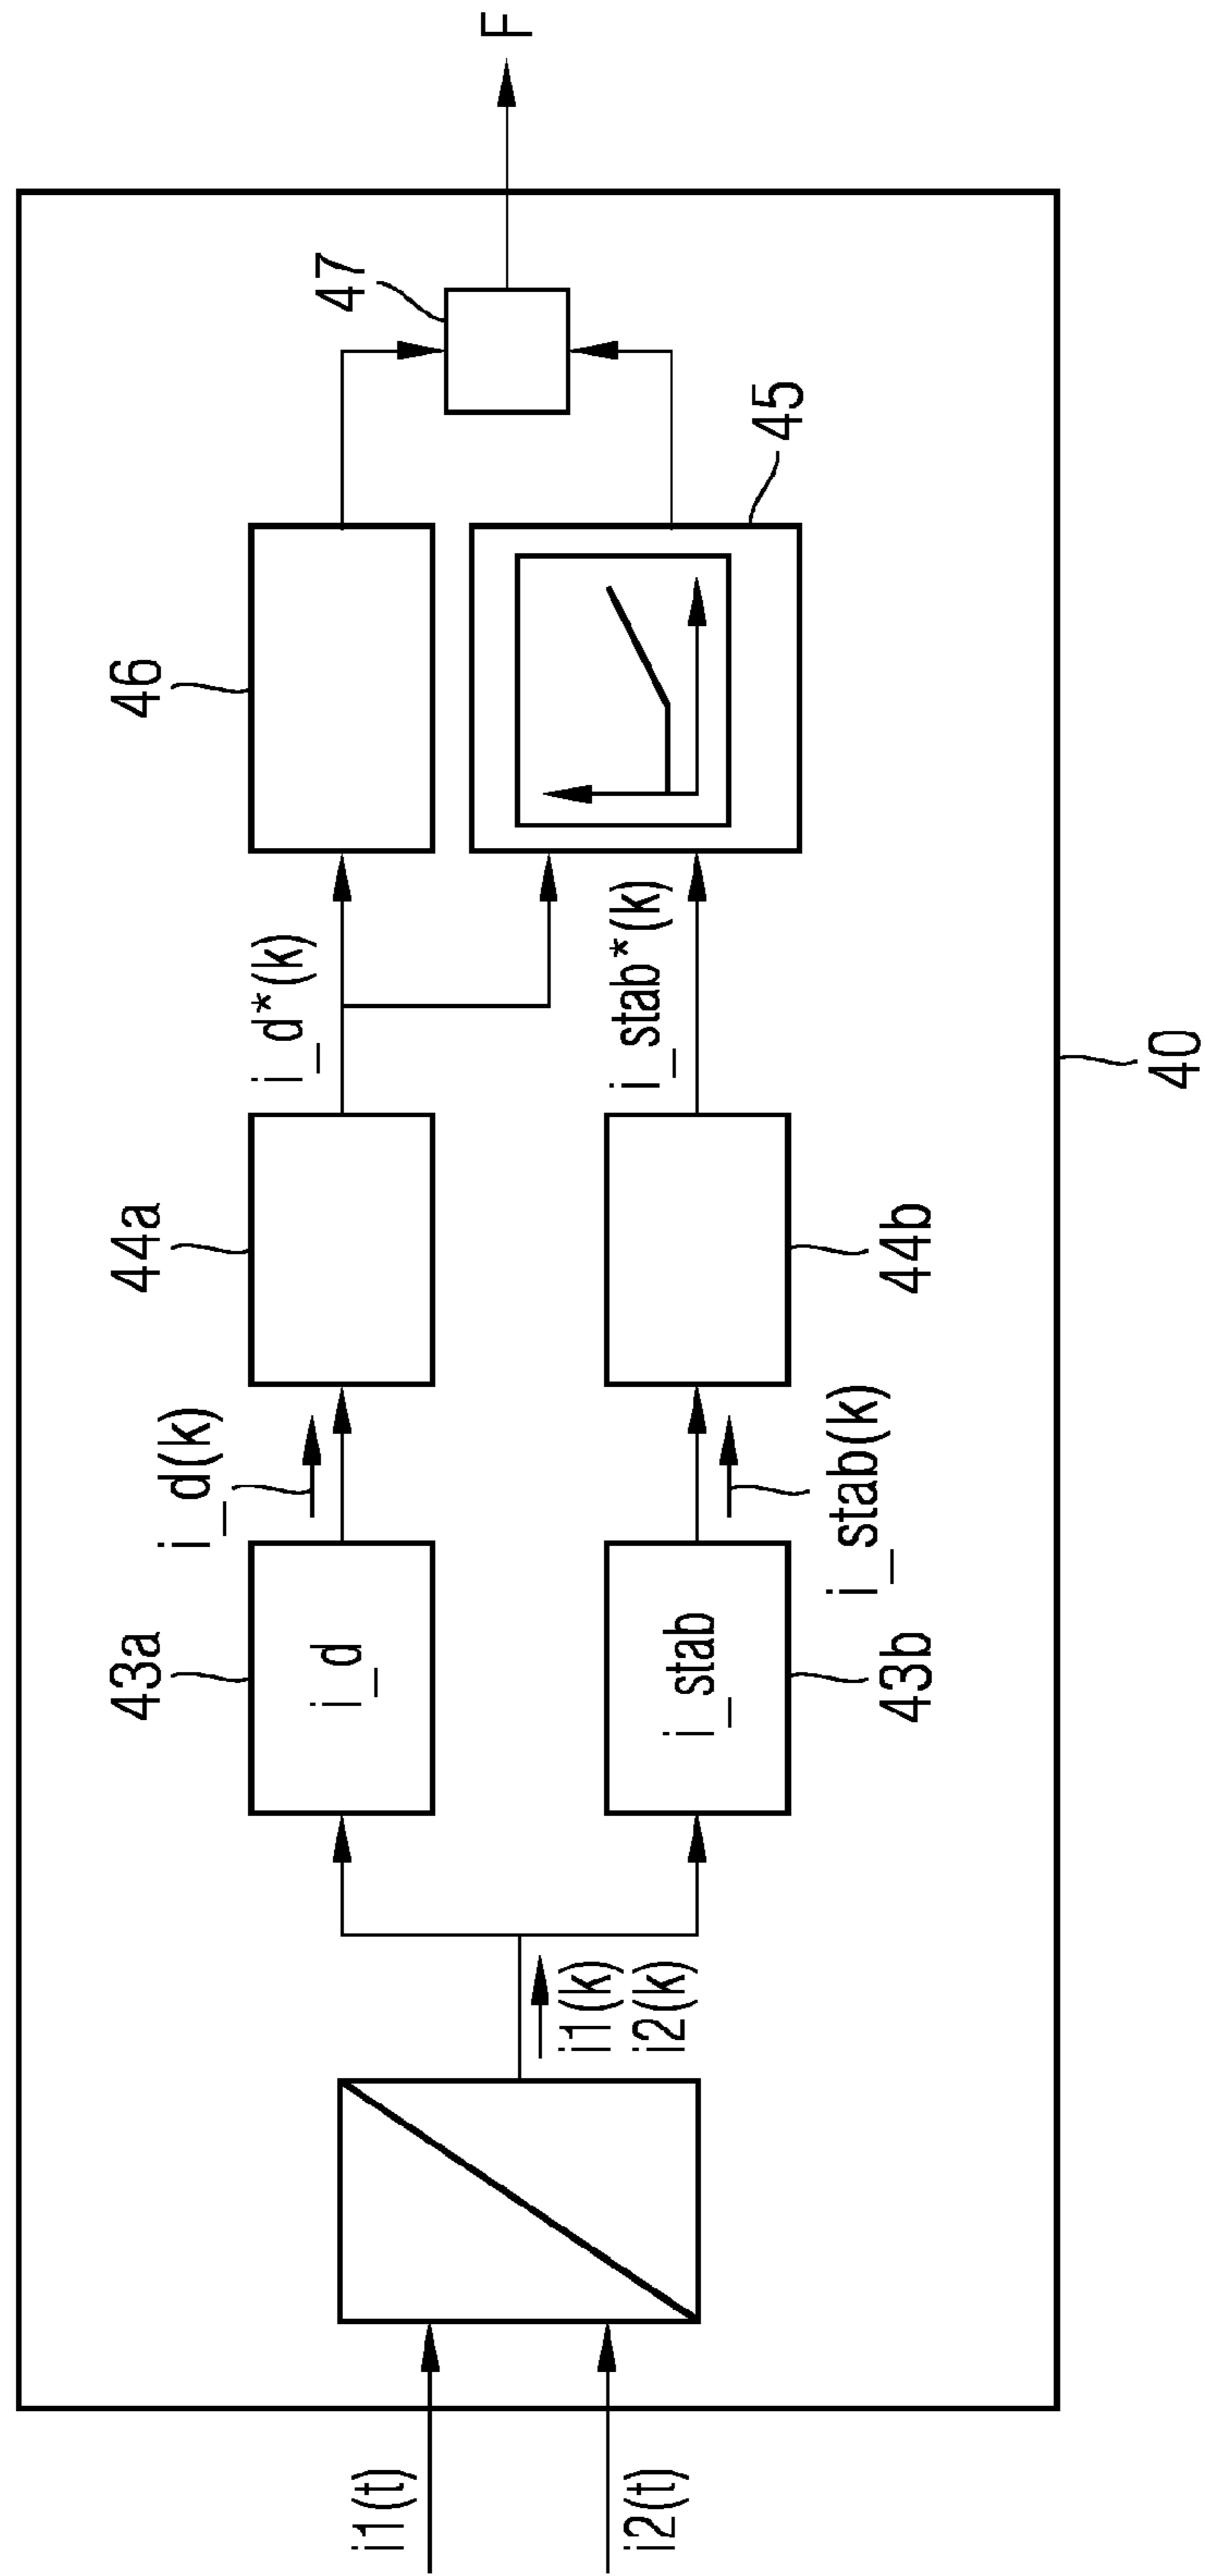 i1(t)
i2(t)
i1(k)
i2(k)
43a
i_d
i_stab
43b
i_d(k)
i_stab(k)
44a
44b
i_d*(k)
i_stab*(k)
46
45
47
F
40